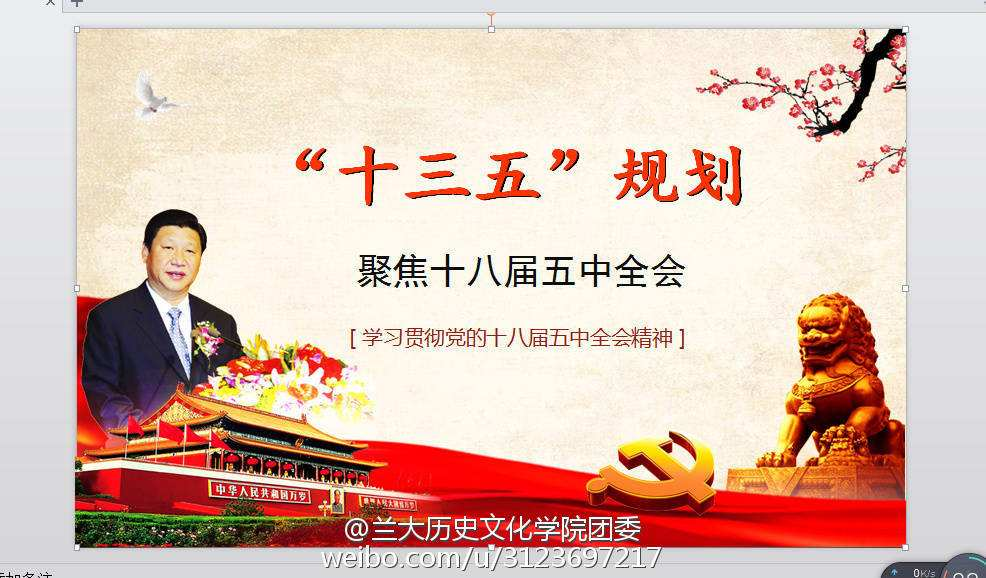 “十三五”规划
聚焦十八届五中全会
[ 学习贯彻党的十八届五中全会精神 ]
中华人民共和国万岁
@兰大历史文化学院团委
weibo.com/u/3123697217
0K/s